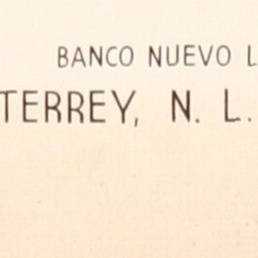 BANCO NUEVO L
TERREY, N. L.